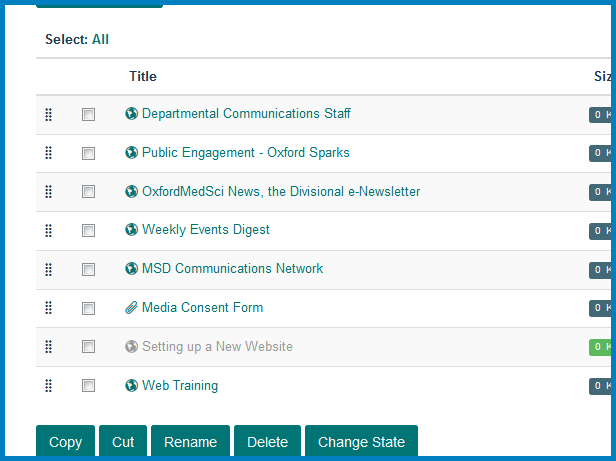 Select: All
Title Siz
Departmental Communications Staff 0 K
Public Engagement - Oxford Sparks 0 K
OxfordMedSci News, the Divisional e-Newsletter 0 K
Weekly Events Digest 0 K
MSD Communications Network 0 K
Media Consent Form 0 K
Setting up a New Website 0 K
Web Training 0 K
Copy Cut Rename Delete Change State